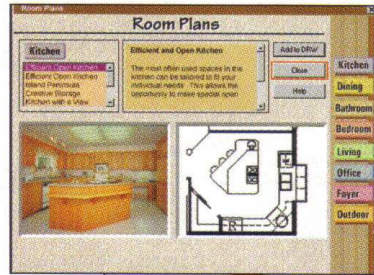 Room Plans
Room Plans
Kitchen
Efficient Open Kitchen
Efficient Open Kitchen
Island Peninsula
Creative Storage
Kitchen with a View
Efficient and Open Kitchen
The most often used spaces in the
kitchen can be tailored to fit your
individual needs. This allows the
opportunity to make special open
Add to DRW
Close
Help
Kitchen
Dining
Bathroom
Bedroom
Living
Office
Foyer
Outdoor
R